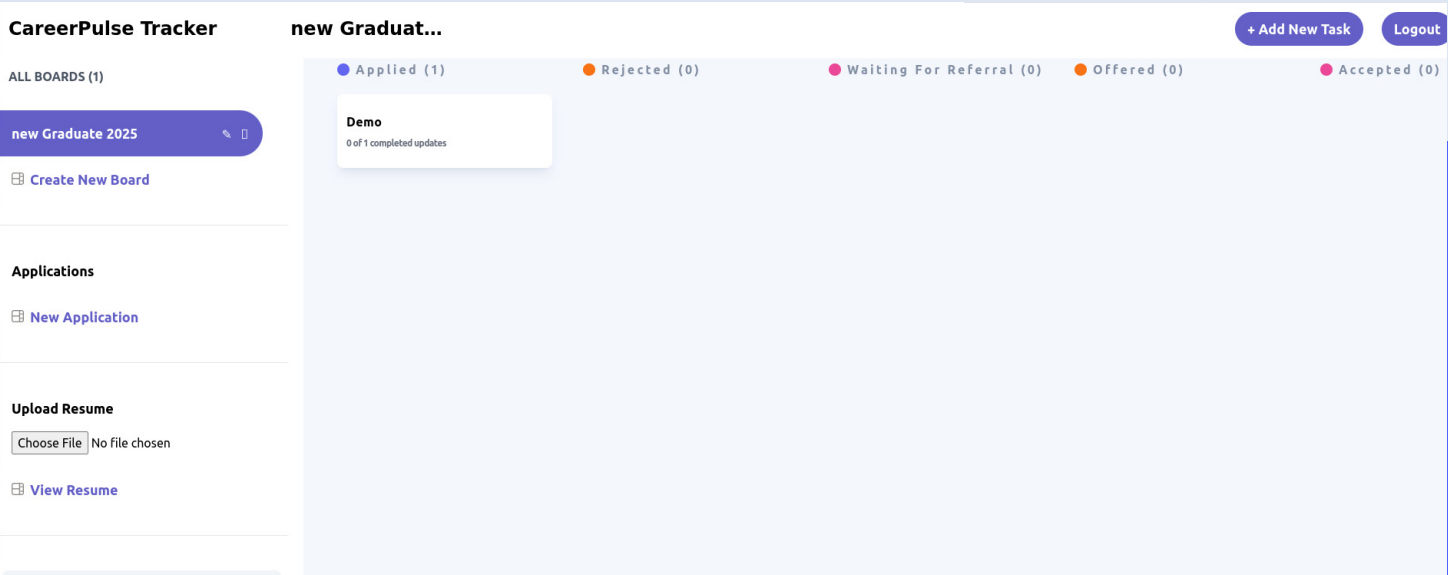 CareerPulse Tracker
new Graduat...
+ Add New Task
Logout
ALL BOARDS (1)
new Graduate 2025
Create New Board
Applications
New Application
Upload Resume
Choose File No file chosen
View Resume
Applied (1)
Rejected (0)
Waiting For Referral (0)
Offered (0)
Accepted (0)
Demo
0 of 1 completed updates